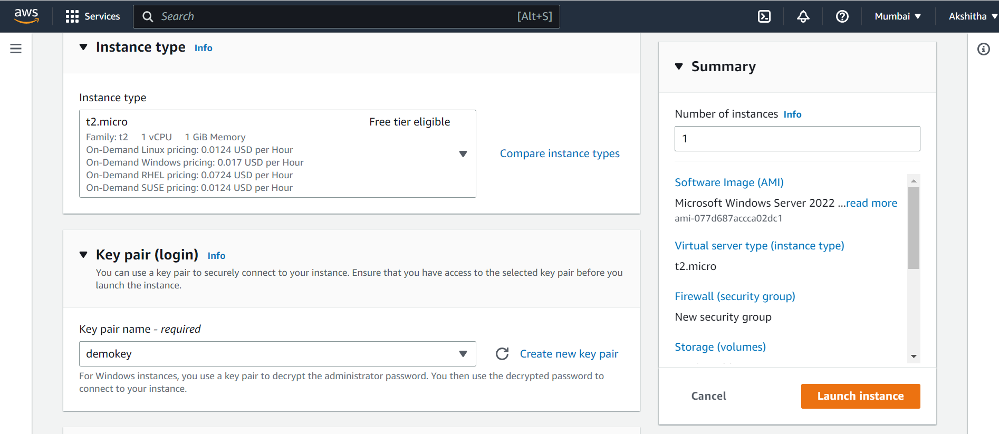 aws Services Search [Alt+S] Mumbai Akshitha
Instance type Info
Instance type
t2.micro Free tier eligible
Family: t2 1 vCPU 1 GiB Memory
On-Demand Linux pricing: 0.0124 USD per Hour
On-Demand Windows pricing: 0.017 USD per Hour
On-Demand RHEL pricing: 0.0724 USD per Hour
On-Demand SUSE pricing: 0.0124 USD per Hour
Compare instance types
Key pair (login) Info
You can use a key pair to securely connect to your instance. Ensure that you have access to the selected key pair before you
launch the instance.
Key pair name - required
demokey
Create new key pair
For Windows instances, you use a key pair to decrypt the administrator password. You then use the decrypted password to
connect to your instance.
Summary
Number of instances Info
1
Software Image (AMI)
Microsoft Windows Server 2022 ...read more
ami-077d687accca02dc1
Virtual server type (instance type)
t2.micro
Firewall (security group)
New security group
Storage (volumes)
Cancel Launch instance